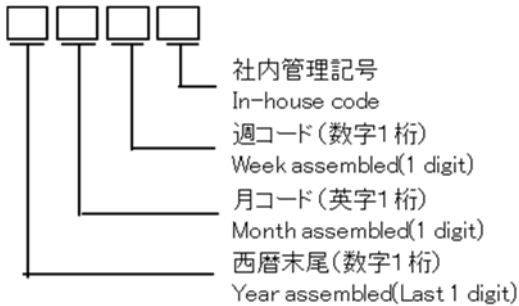 社内管理記号
In-house code
週コード(数字1桁)
Week assembled(1 digit)
月コード(英字1桁)
Month assembled(1 digit)
西暦末尾(数字1桁)
Year assembled(Last 1 digit)